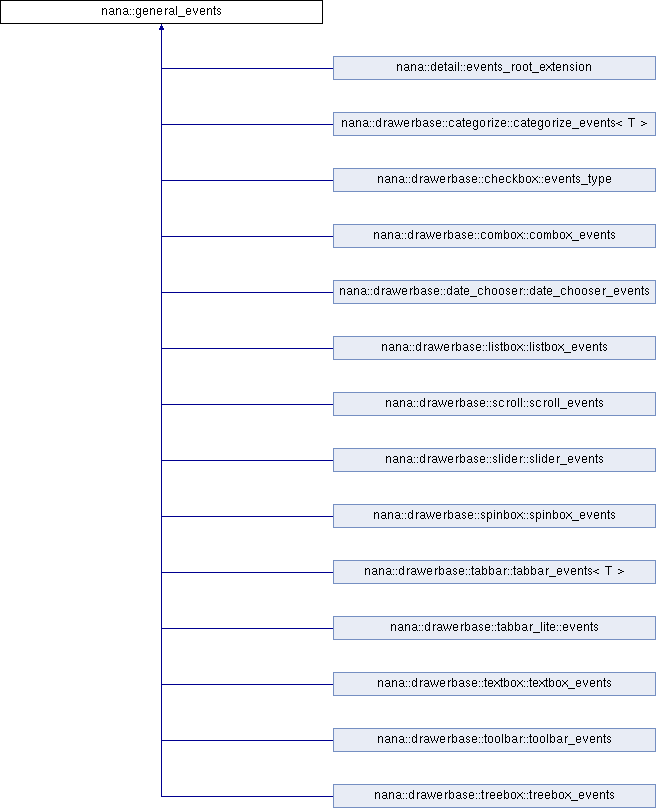 nana::general_events
nana::detail::events_root_extension
nana::drawerbase::categorize::categorize_events< T >
nana::drawerbase::checkbox::events_type
nana::drawerbase::combox::combox_events
nana::drawerbase::date_chooser::date_chooser_events
nana::drawerbase::listbox::listbox_events
nana::drawerbase::scroll::scroll_events
nana::drawerbase::slider::slider_events
nana::drawerbase::spinbox::spinbox_events
nana::drawerbase::tabbar::tabbar_events< T >
nana::drawerbase::tabbar_lite::events
nana::drawerbase::textbox::textbox_events
nana::drawerbase::toolbar::toolbar_events
nana::drawerbase::treebox::treebox_events